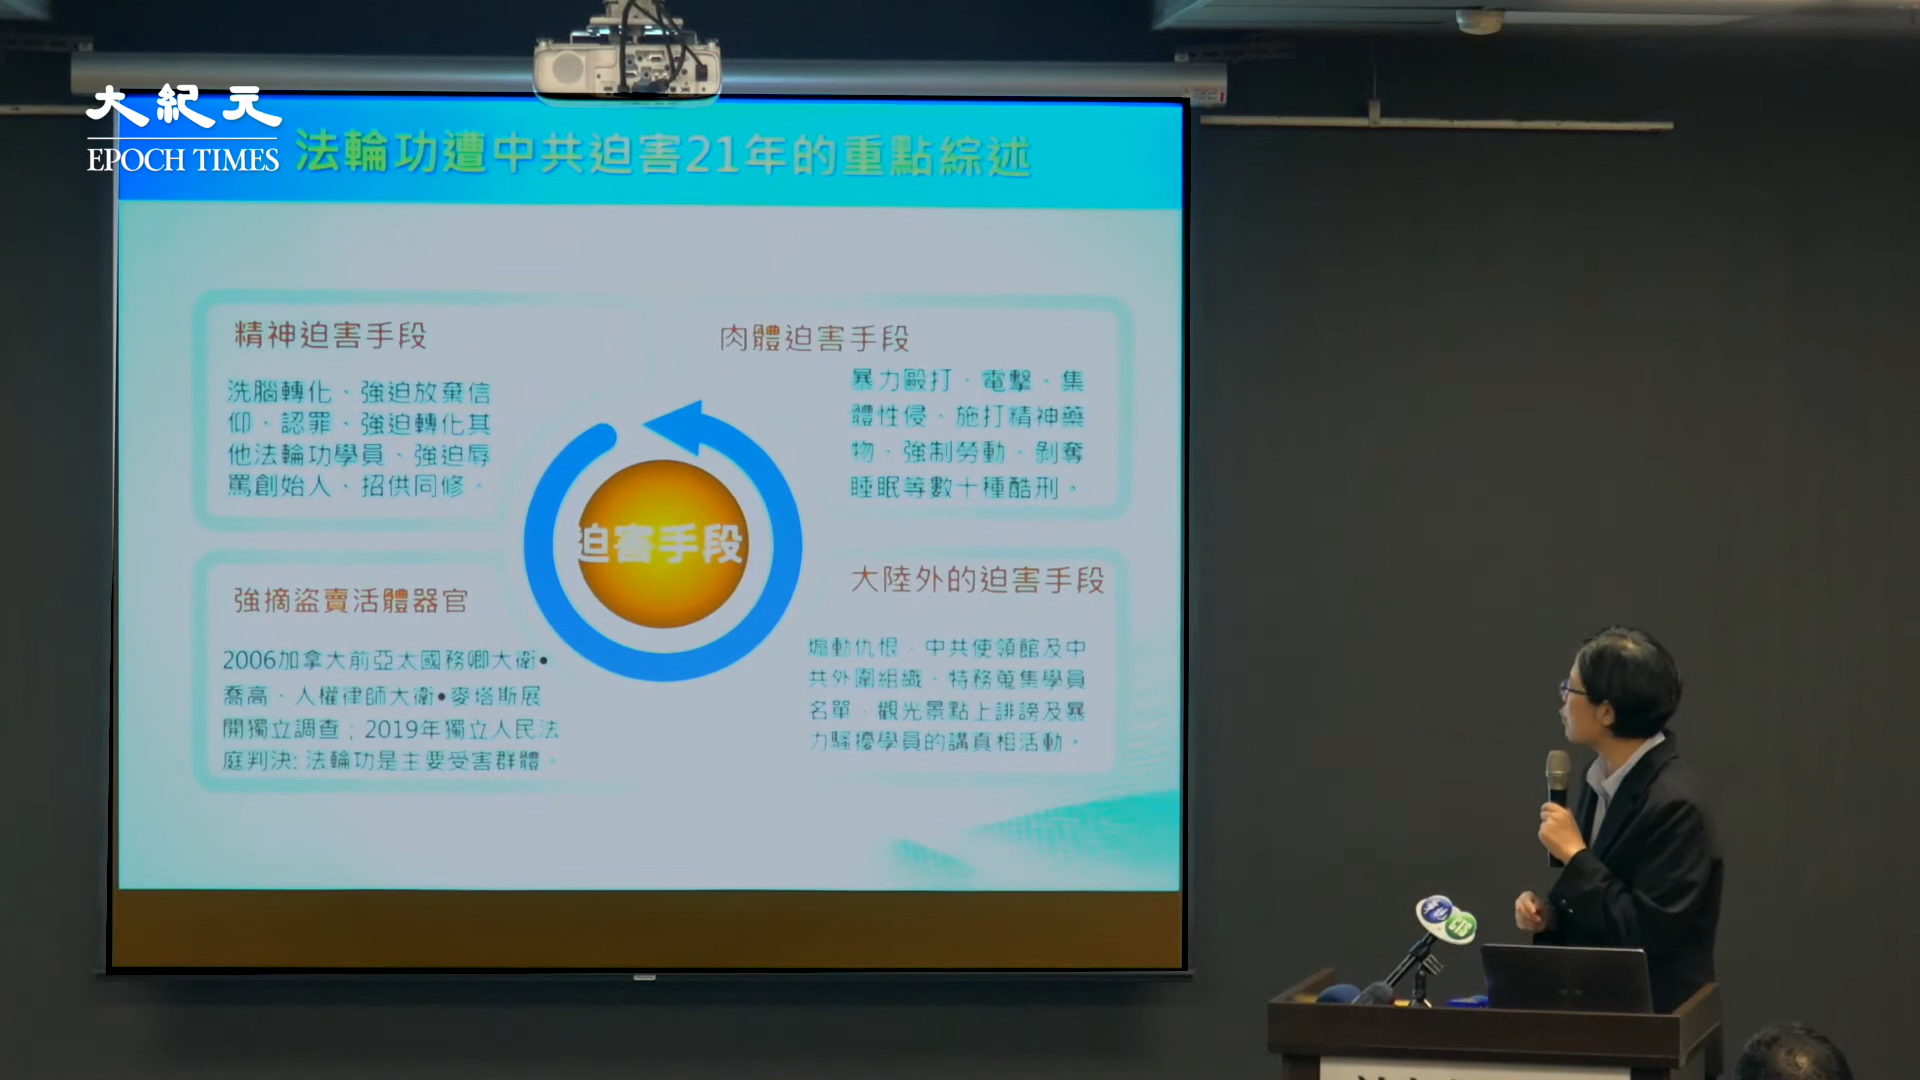 大紀元
EPOCH TIMES
法輪功遭中共迫害21年的重點綜述
精神迫害手段
洗腦轉化、強迫放棄信
仰、認罪、強迫轉化其
他法輪功學員、強迫辱
罵創始人、招供同修。
肉體迫害手段
暴力毆打、電擊、集
體性侵、施打精神藥
物、強制勞動、剝奪
睡眠等數十種酷刑。
迫害手段
強摘盜賣活體器官
2006加拿大前亞太國務卿大衛•
喬高、人權律師大衛•麥塔斯展
開獨立調查；2019年獨立人民法
庭判決: 法輪功是主要受害群體。
大陸外的迫害手段
煽動仇恨、中共使領館及中
共外圍組織、特務蒐集學員
名單、觀光景點上誹謗及暴
力騷擾學員的講真相活動。
CTS